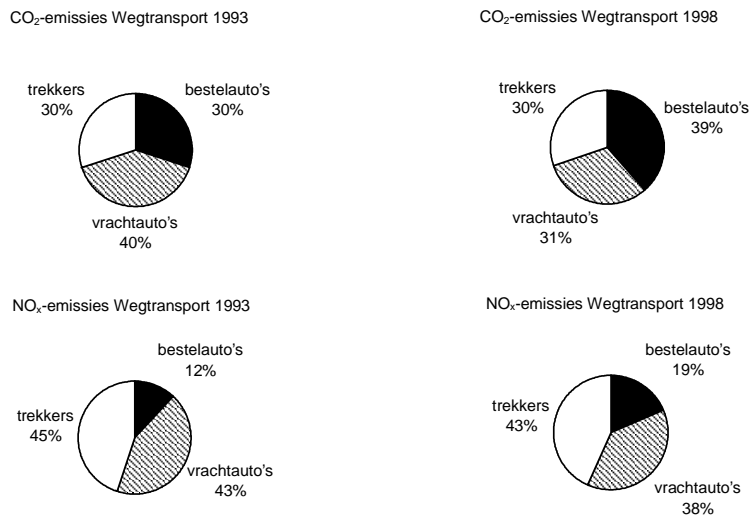 CO₂-emissies Wegtransport 1993
trekkers
30%
bestelauto's
30%
vrachtauto's
40%
CO₂-emissies Wegtransport 1998
trekkers
30%
bestelauto's
39%
vrachtauto's
31%
NOₓ-emissies Wegtransport 1993
bestelauto's
12%
trekkers
45%
vrachtauto's
43%
NOₓ-emissies Wegtransport 1998
bestelauto's
19%
trekkers
43%
vrachtauto's
38%